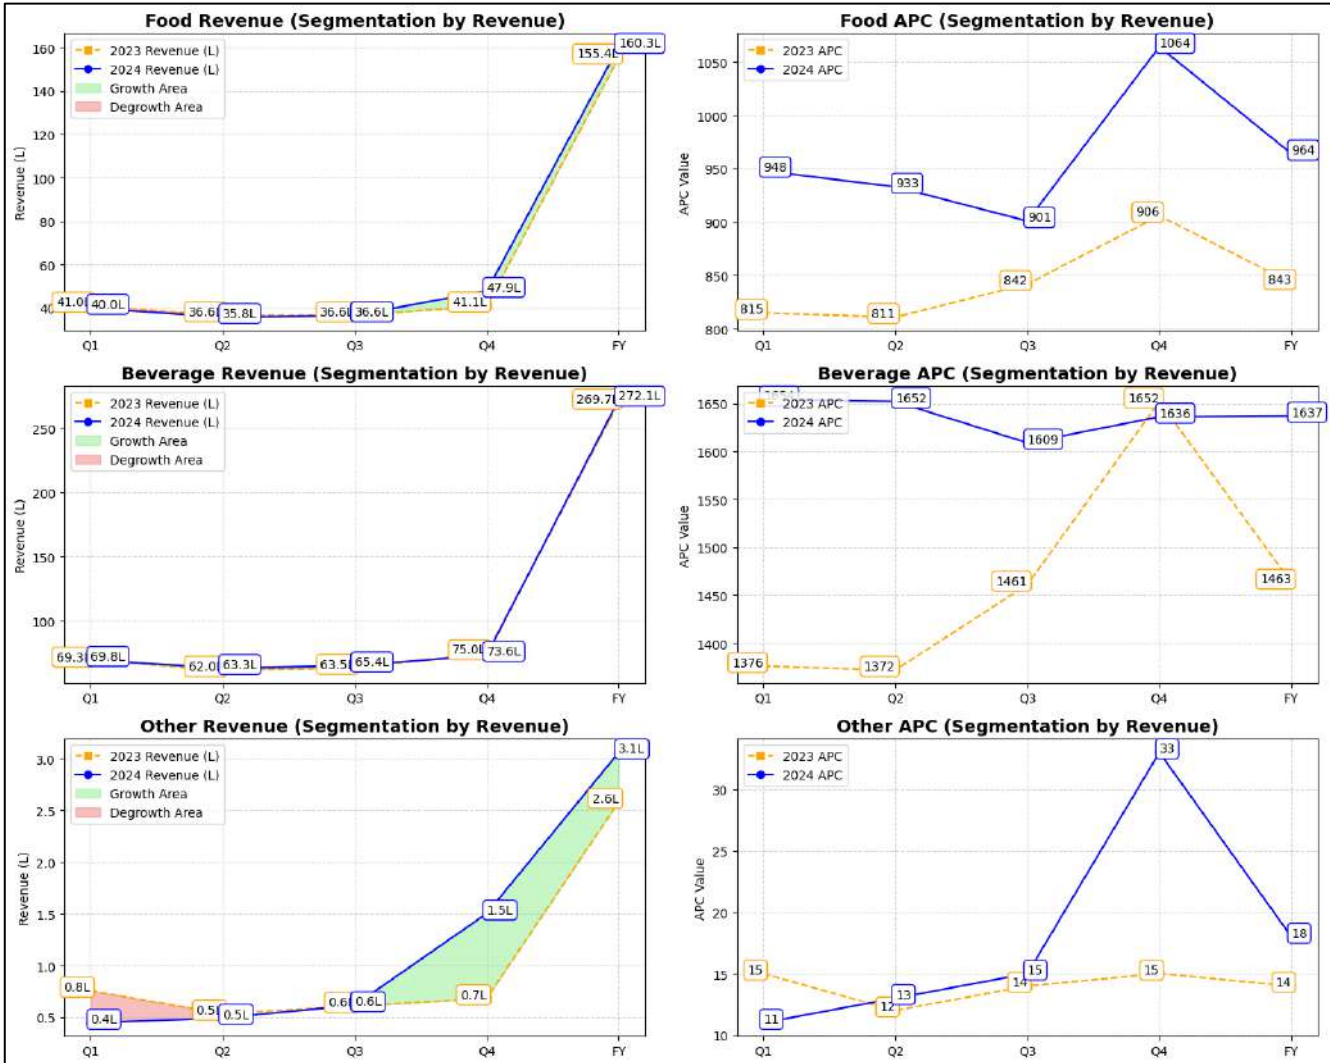 Food Revenue (Segmentation by Revenue)
2023 Revenue (L)
2024 Revenue (L)
Growth Area
Degrowth Area
Revenue (L)
160
140
120
100
80
60
40
41.0L
40.0L
36.6L
35.8L
36.6L
36.6L
41.1L
47.9L
155.4L
160.3L
Q1 Q2 Q3 Q4 FY
Food APC (Segmentation by Revenue)
2023 APC
2024 APC
APC Value
1050
1000
950
900
850
800
948
933
901
1064
964
815
811
842
906
843
Q1 Q2 Q3 Q4 FY
Beverage Revenue (Segmentation by Revenue)
2023 Revenue (L)
2024 Revenue (L)
Growth Area
Degrowth Area
Revenue (L)
250
200
150
100
69.3L
69.8L
62.0L
63.3L
63.5L
65.4L
75.0L
73.6L
269.7L
272.1L
Q1 Q2 Q3 Q4 FY
Beverage APC (Segmentation by Revenue)
2023 APC
2024 APC
APC Value
1650
1600
1550
1500
1450
1400
1652
1609
1652
1636
1637
1376
1372
1461
1463
Q1 Q2 Q3 Q4 FY
Other Revenue (Segmentation by Revenue)
2023 Revenue (L)
2024 Revenue (L)
Growth Area
Degrowth Area
Revenue (L)
3.0
2.5
2.0
1.5
1.0
0.5
0.8L
0.4L
0.5L
0.5L
0.6L
0.6L
0.7L
1.5L
2.6L
3.1L
Q1 Q2 Q3 Q4 FY
Other APC (Segmentation by Revenue)
2023 APC
2024 APC
APC Value
30
25
20
15
10
15
11
12
13
14
15
15
33
14
18
Q1 Q2 Q3 Q4 FY